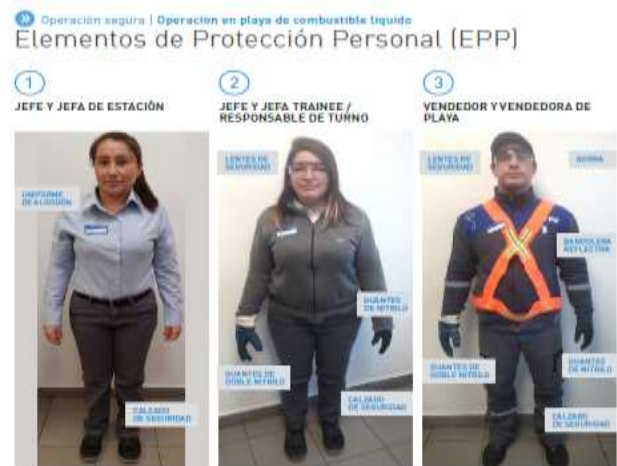 Operación segura | Operación en playa de combustible líquido
Elementos de Protección Personal (EPP)
1
JEFE Y JEFA DE ESTACIÓN
UNIFORME
DE ALGODÓN
CALZADO
DE SEGURIDAD
2
JEFE Y JEFA TRAINEE /
RESPONSABLE DE TURNO
LENTES DE
SEGURIDAD
GUANTES
DE NITRILO
GUANTES DE
DOBLE NITRILO
CALZADO
DE SEGURIDAD
3
VENDEDOR Y VENDEDORA DE
PLAYA
LENTES DE
SEGURIDAD
GORRA
BANDOLERA
REFLECTIVA
GUANTES DE
DOBLE NITRILO
GUANTES
DE NITRILO
CALZADO
DE SEGURIDAD